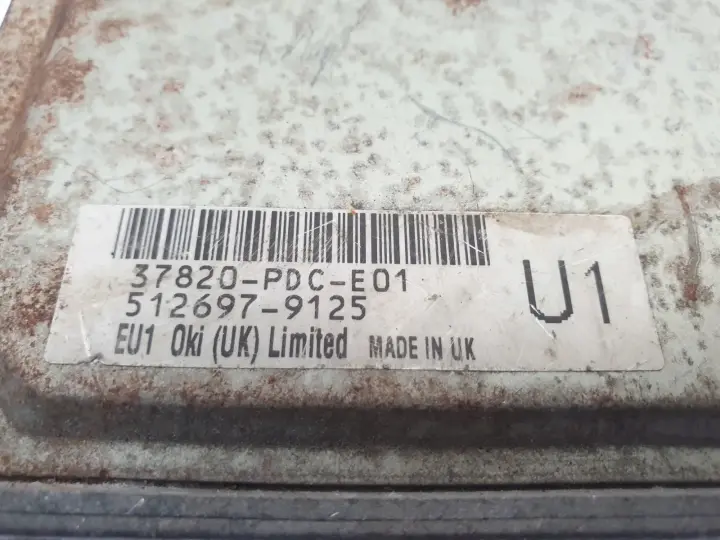 37820-PDC-E01
512697-9125
EU1 Oki (UK) Limited MADE IN UK
U1